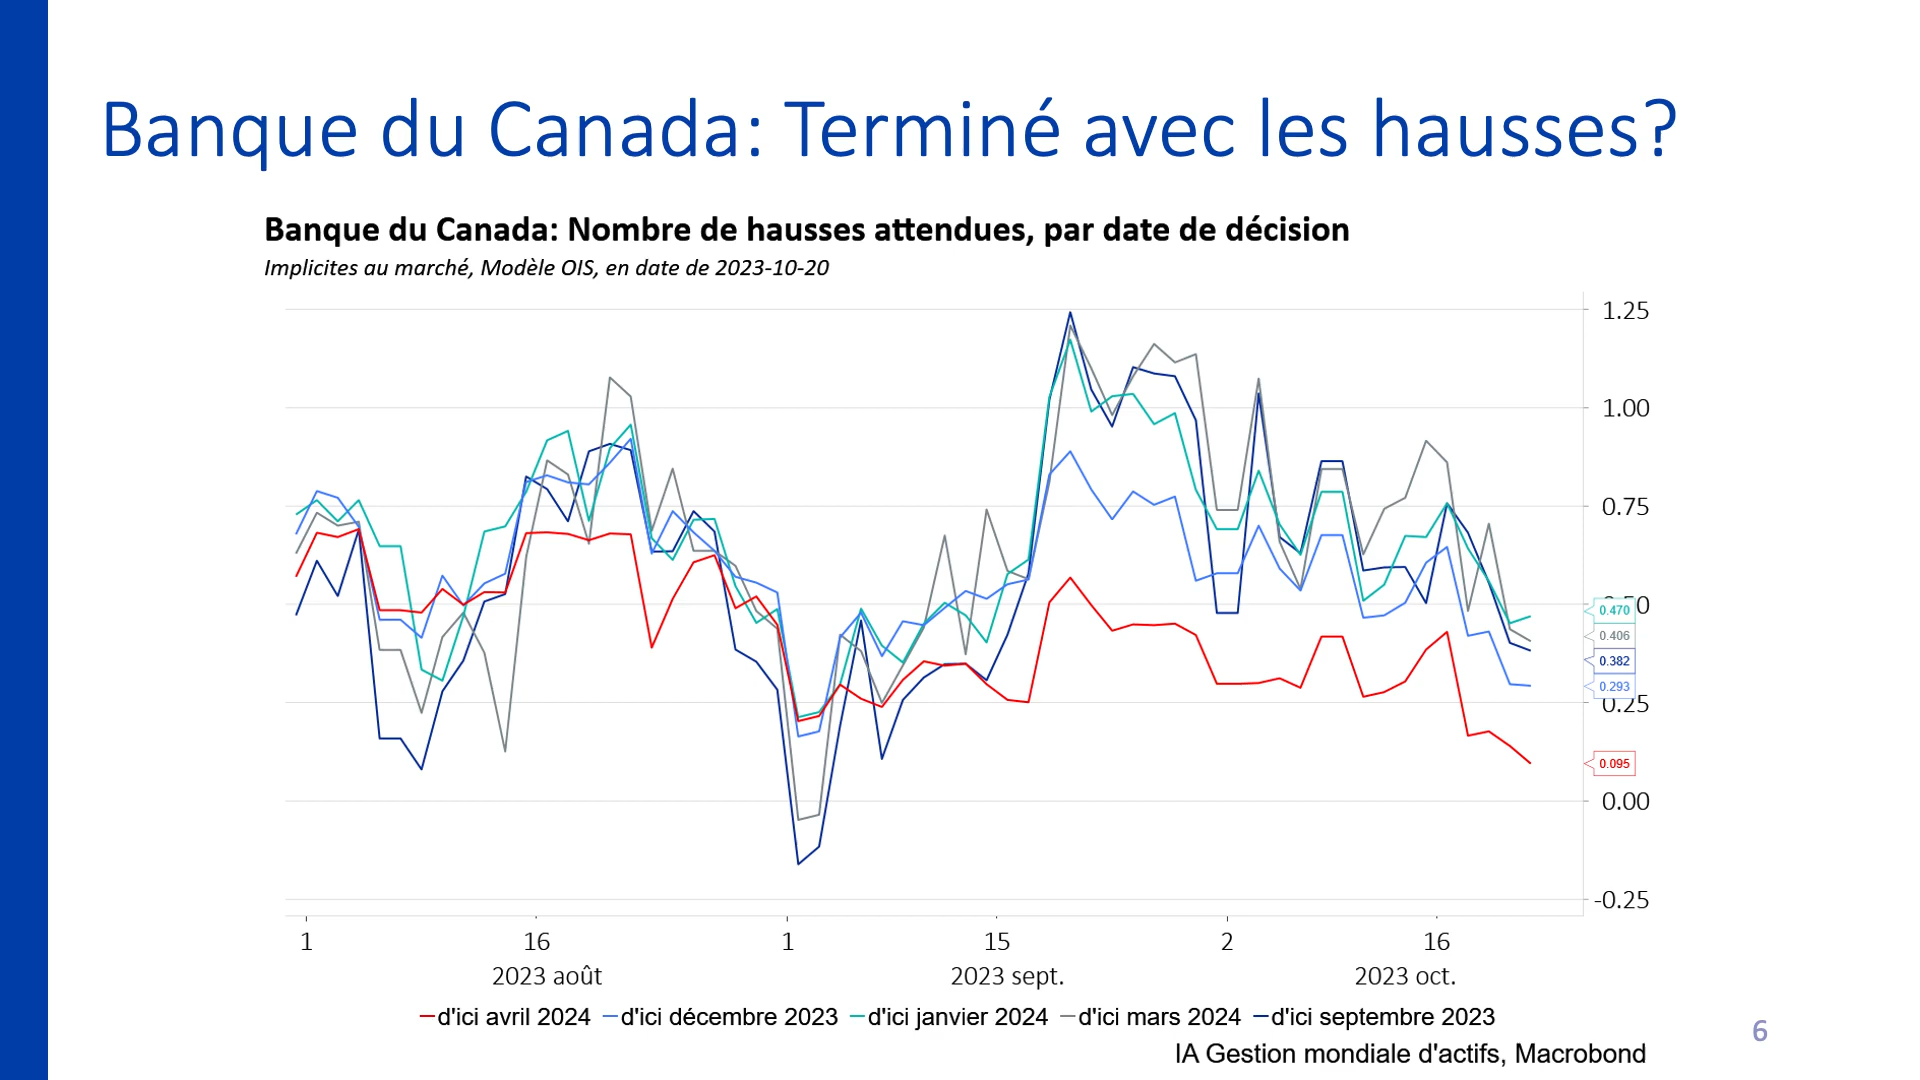 Banque du Canada: Terminé avec les hausses?
Banque du Canada: Nombre de hausses attendues, par date de décision
Implicites au marché, Modèle OIS, en date de 2023-10-20
1.25
1.00
0.75
0.50
0.470
0.406
0.382
0.293
0.25
0.095
0.00
-0.25
1 16 1 15 2 16
2023 août 2023 sept. 2023 oct.
d'ici avril 2024 d'ici décembre 2023 d'ici janvier 2024 d'ici mars 2024 d'ici septembre 2023
6
IA Gestion mondiale d'actifs, Macrobond